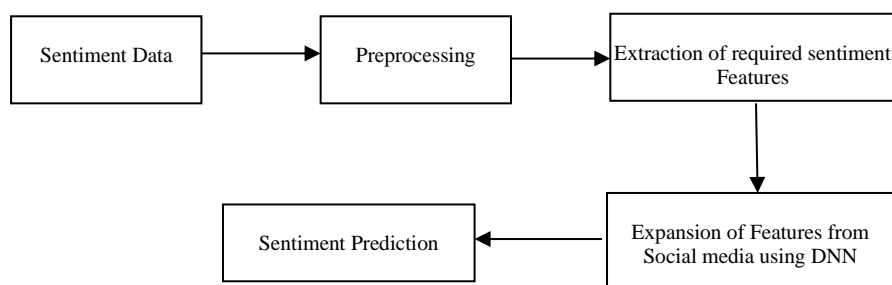 Sentiment Data
Preprocessing
Extraction of required sentiment
Features
Expansion of Features from
Social media using DNN
Sentiment Prediction